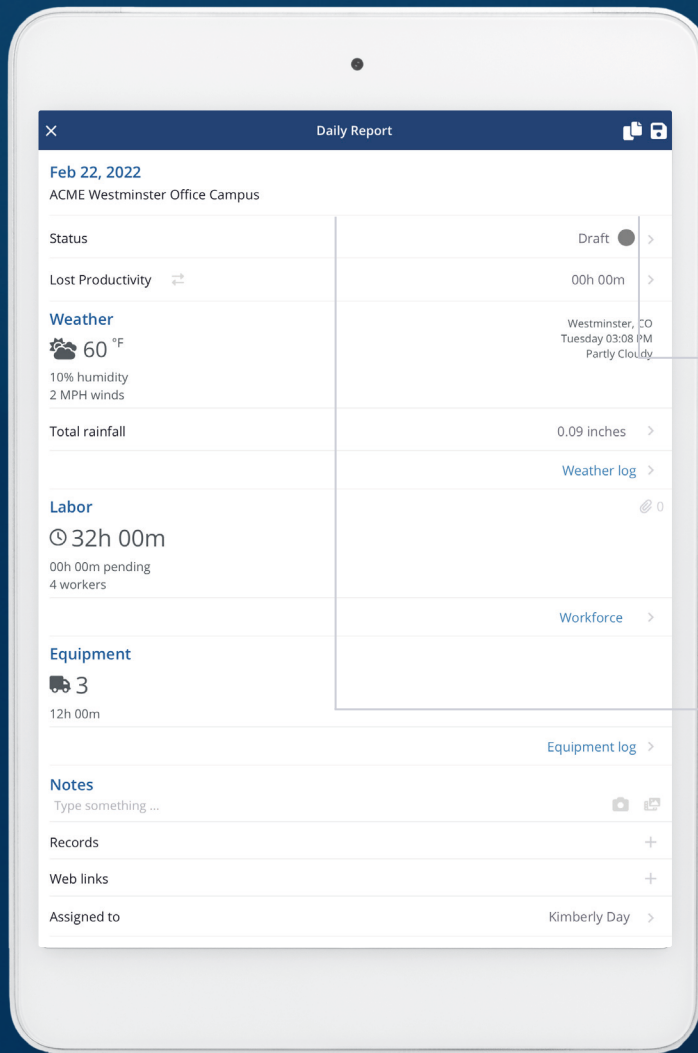 Daily Report
Feb 22, 2022
ACME Westminster Office Campus
Status Draft
Lost Productivity 00h 00m
Weather
60 °F
10% humidity
2 MPH winds
Westminster, CO
Tuesday 03:08 PM
Partly Cloudy
Total rainfall 0.09 inches
Weather log
Labor 0
32h 00m
00h 00m pending
4 workers
Workforce
Equipment
3
12h 00m
Equipment log
Notes
Type something ...
Records
Web links
Assigned to Kimberly Day